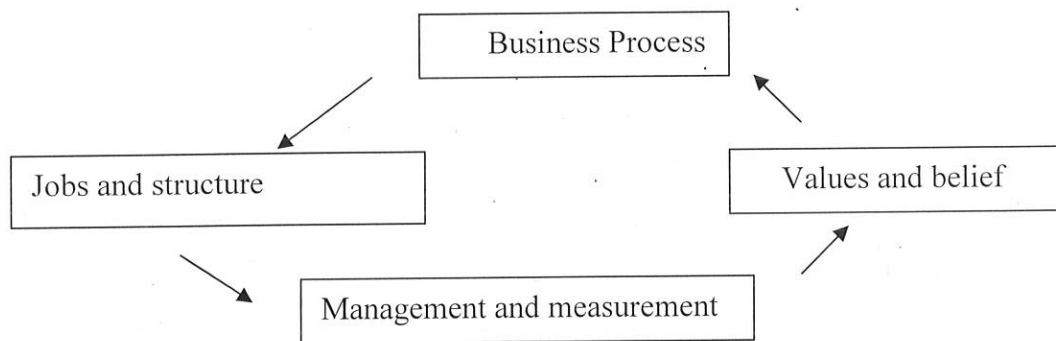 Business Process
Jobs and structure
Values and belief
Management and measurement